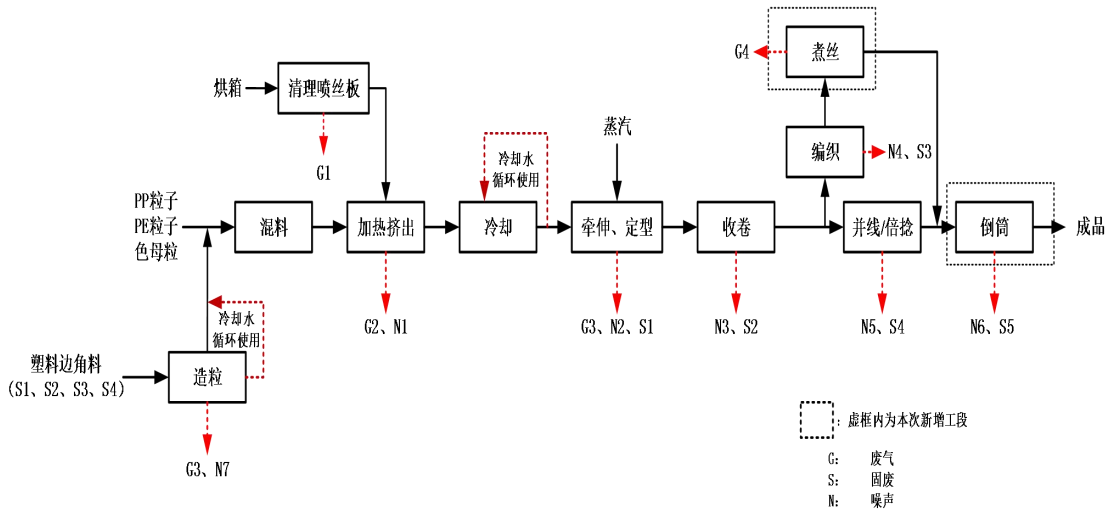 G4
煮丝
烘箱
清理喷丝板
G1
蒸汽
冷却水
循环使用
编织
N4、S3
PP粒子
PE粒子
色母粒
混料
加热挤出
冷却
牵伸、定型
收卷
并线/倍捻
倒筒
成品
G2、N1
G3、N2、S1
N3、S2
N5、S4
N6、S5
冷却水
循环使用
塑料边角料
(S1、S2、S3、S4)
造粒
G3、N7
:虚框内为本次新增工段
G: 废气
S: 固废
N: 噪声